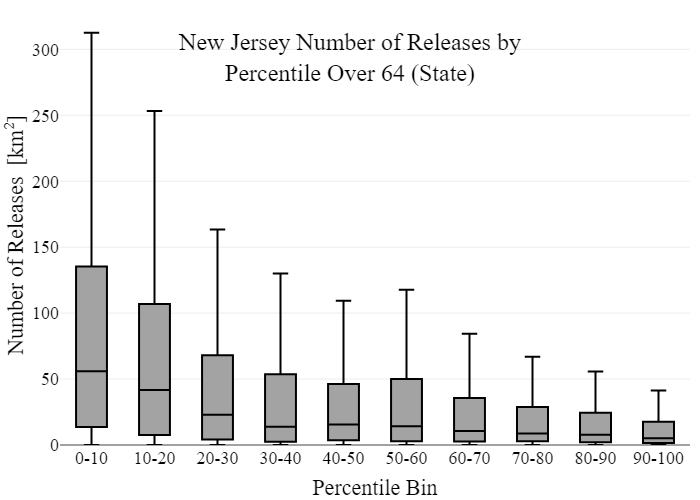 New Jersey Number of Releases by
Percentile Over 64 (State)
Number of Releases [km²]
300
250
200
150
100
50
0
0-10 10-20 20-30 30-40 40-50 50-60 60-70 70-80 80-90 90-100
Percentile Bin